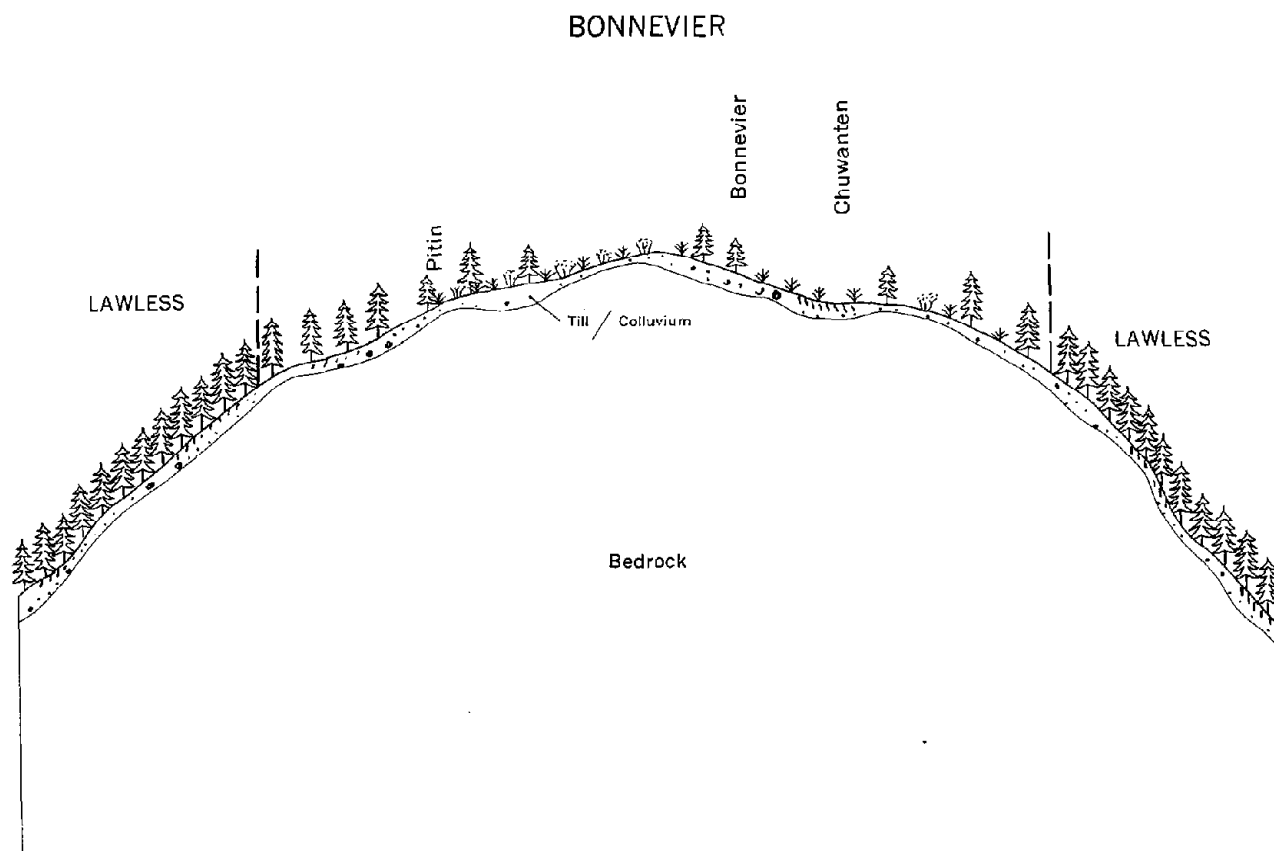 BONNEVIER
Bonnevier
Chuwanten
Pitin
LAWLESS
Till / Colluvium
LAWLESS
Bedrock